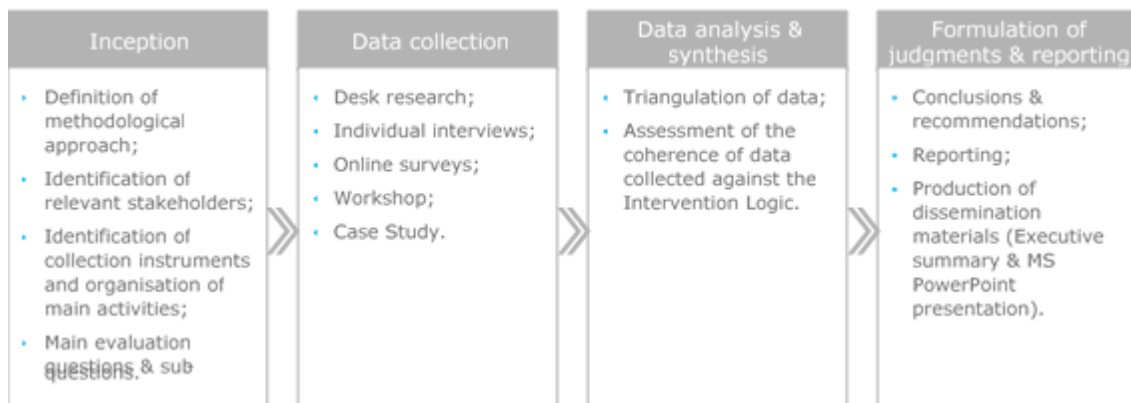 Inception
Definition of
methodological
approach;
Identification of
relevant stakeholders;
Identification of
collection instruments
and organisation of
main activities;
Main evaluation
questions & sub
questions.
Data collection
Desk research;
Individual interviews;
Online surveys;
Workshop;
Case Study.
Data analysis &
synthesis
Triangulation of data;
Assessment of the
coherence of data
collected against the
Intervention Logic.
Formulation of
judgments & reporting
Conclusions &
recommendations;
Reporting;
Production of
dissemination
materials (Executive
summary & MS
PowerPoint
presentation).